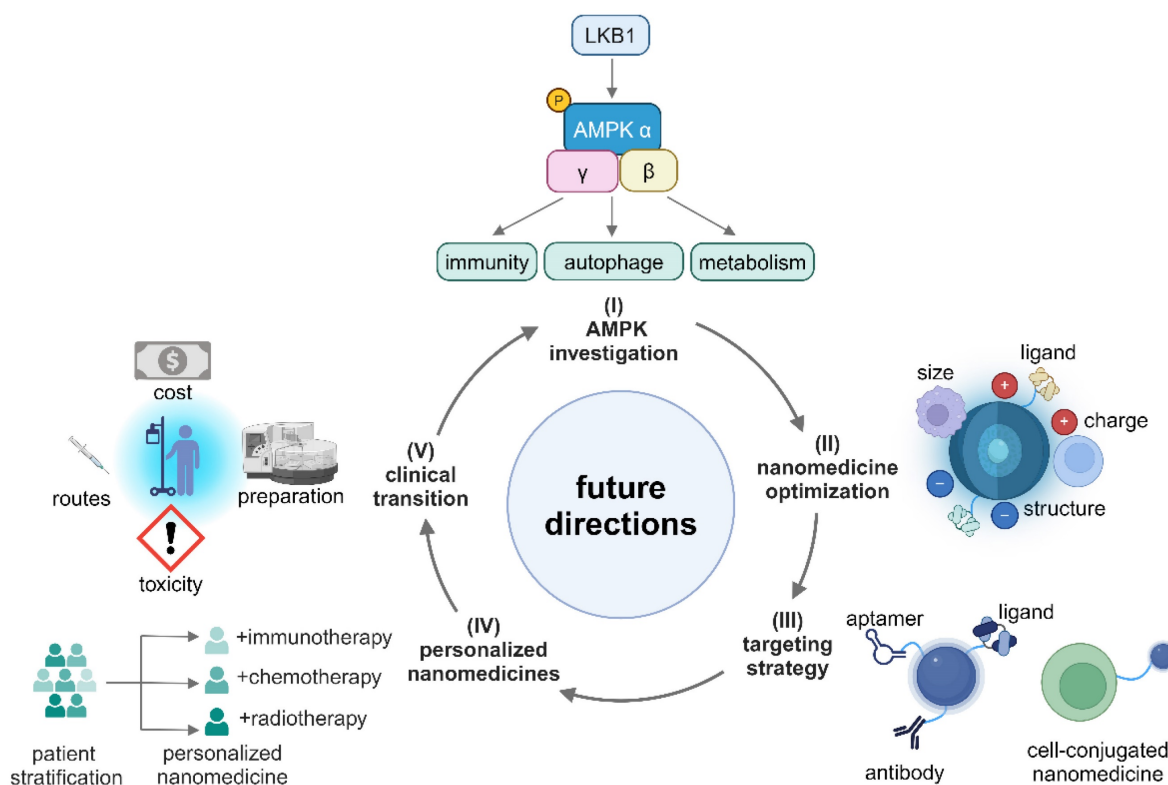 LKB1
P
AMPK α
γ
β
immunity
autophage
metabolism
(I)
AMPK
investigation
size
ligand
+
+
charge
−
−
structure
(II)
nanomedicine
optimization
(III)
targeting
strategy
aptamer
ligand
antibody
cell-conjugated
nanomedicine
(IV)
personalized
nanomedicines
+immunotherapy
+chemotherapy
+radiotherapy
patient
stratification
personalized
nanomedicine
(V)
clinical
transition
$
cost
routes
preparation
!
toxicity
future
directions